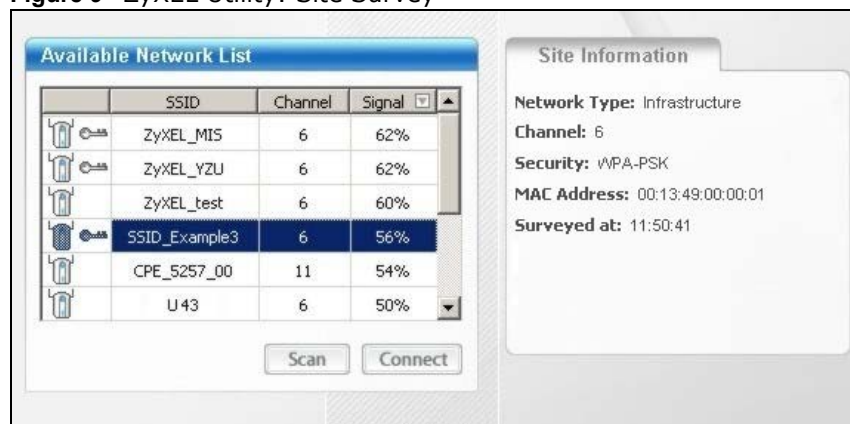 ZyXEL Utility: Site Survey
Available Network List
SSID Channel Signal
ZyXEL_MIS 6 62%
ZyXEL_YZU 6 62%
ZyXEL_test 6 60%
SSID_Example3 6 56%
CPE_5257_00 11 54%
U43 6 50%
Scan Connect
Site Information
Network Type: Infrastructure
Channel: 6
Security: WPA-PSK
MAC Address: 00:13:49:00:00:01
Surveyed at: 11:50:41